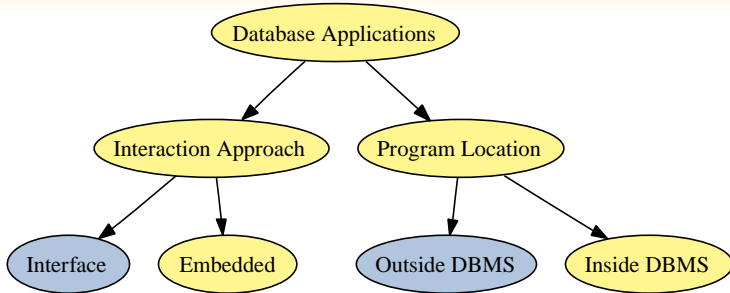 Database Applications
Interaction Approach
Program Location
Interface
Embedded
Outside DBMS
Inside DBMS